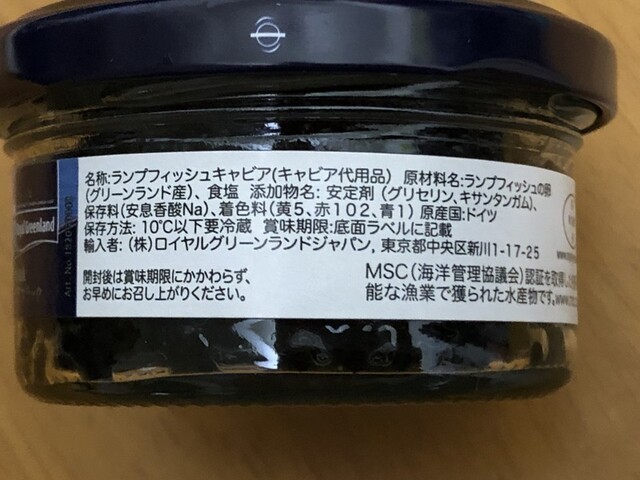 名称:ランプフィッシュキャビア(キャビア代用品) 原材料名:ランプフィッシュの卵
(グリーンランド産)、食塩 添加物名: 安定剤 (グリセリン、キサンタンガム)、
保存料(安息香酸Na)、着色料(黄5、赤102、青1) 原産国:ドイツ
保存方法: 10℃以下要冷蔵 賞味期限:底面ラベルに記載
輸入者: (株)ロイヤルグリーンランドジャパン, 東京都中央区新川1-17-25
開封後は賞味期限にかかわらず、
お早めにお召し上がりください。
MSC(海洋管理協議会)認証を取得した
能な漁業で獲られた水産物です。www.
Greenland
Art. No.